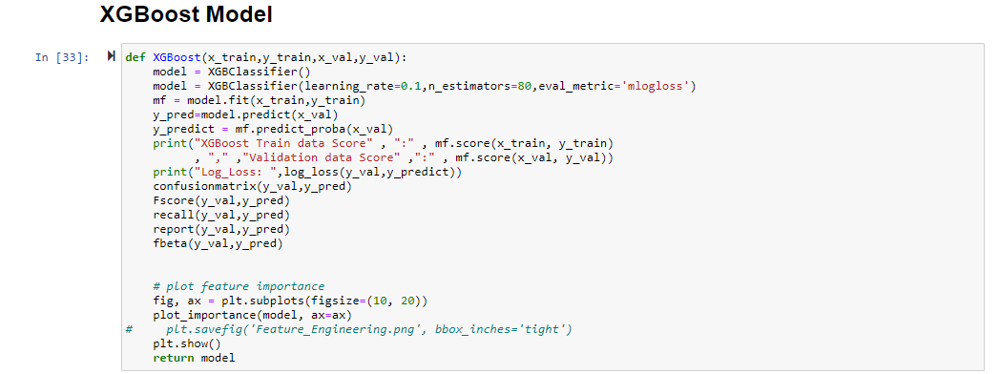 XGBoost Model
In [33]:
def XGBoost(x_train,y_train,x_val,y_val):
    model = XGBClassifier()
    model = XGBClassifier(learning_rate=0.1,n_estimators=80,eval_metric='mlogloss')
    mf = model.fit(x_train,y_train)
    y_pred=model.predict(x_val)
    y_predict = mf.predict_proba(x_val)
    print("XGBoost Train data Score" , ":" , mf.score(x_train, y_train)
          , "," ,"Validation data Score" ,":" , mf.score(x_val, y_val))
    print("Log_Loss: ",log_loss(y_val,y_predict))
    confusionmatrix(y_val,y_pred)
    Fscore(y_val,y_pred)
    recall(y_val,y_pred)
    report(y_val,y_pred)
    fbeta(y_val,y_pred)
    # plot feature importance
    fig, ax = plt.subplots(figsize=(10, 20))
    plot_importance(model, ax=ax)
#     plt.savefig('Feature_Engineering.png', bbox_inches='tight')
    plt.show()
    return model